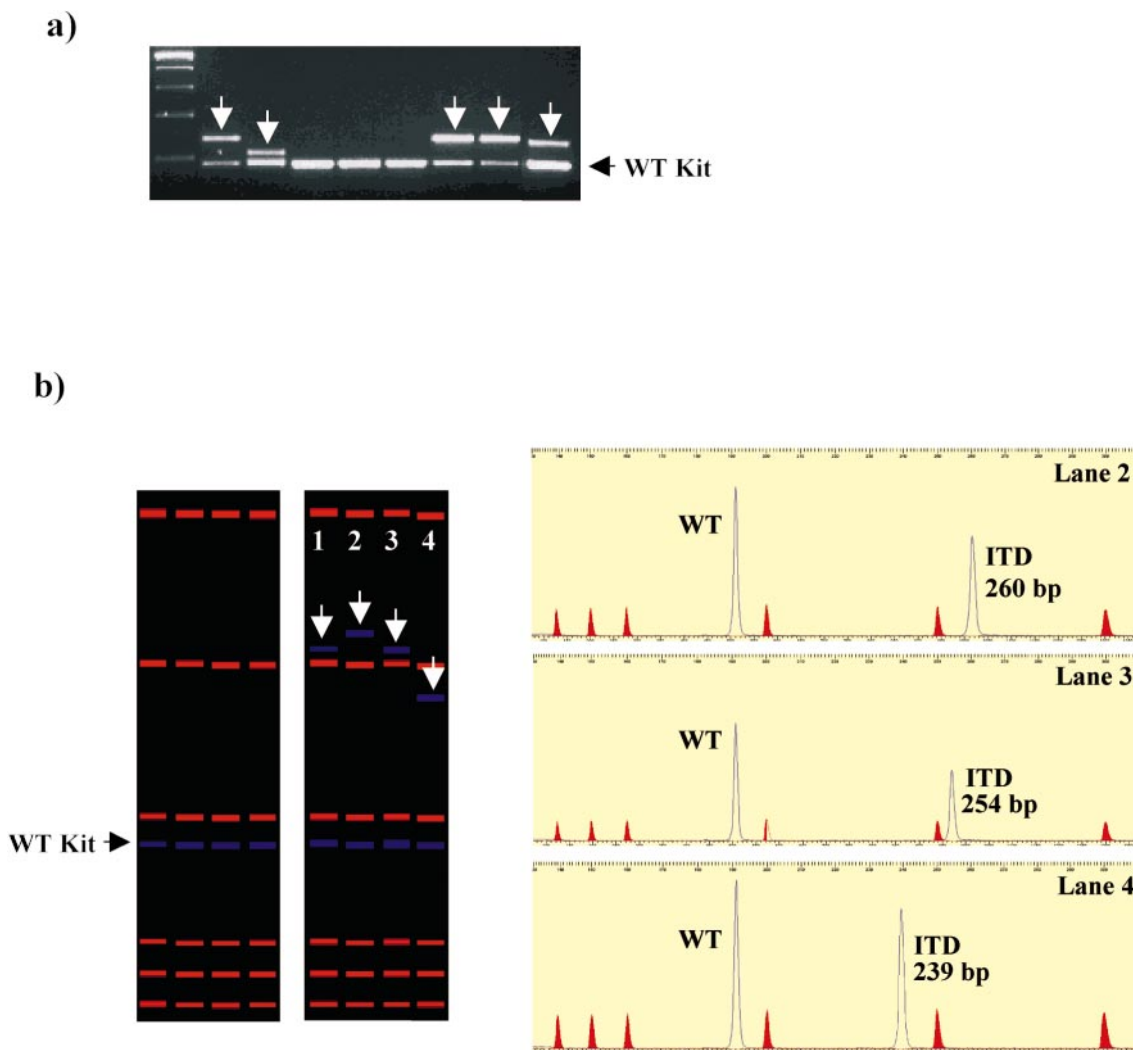 a)
WT Kit
b)
1 2 3 4
WT Kit
Lane 2
WT
ITD
260 bp
Lane 3
WT
ITD
254 bp
Lane 4
WT
ITD
239 bp